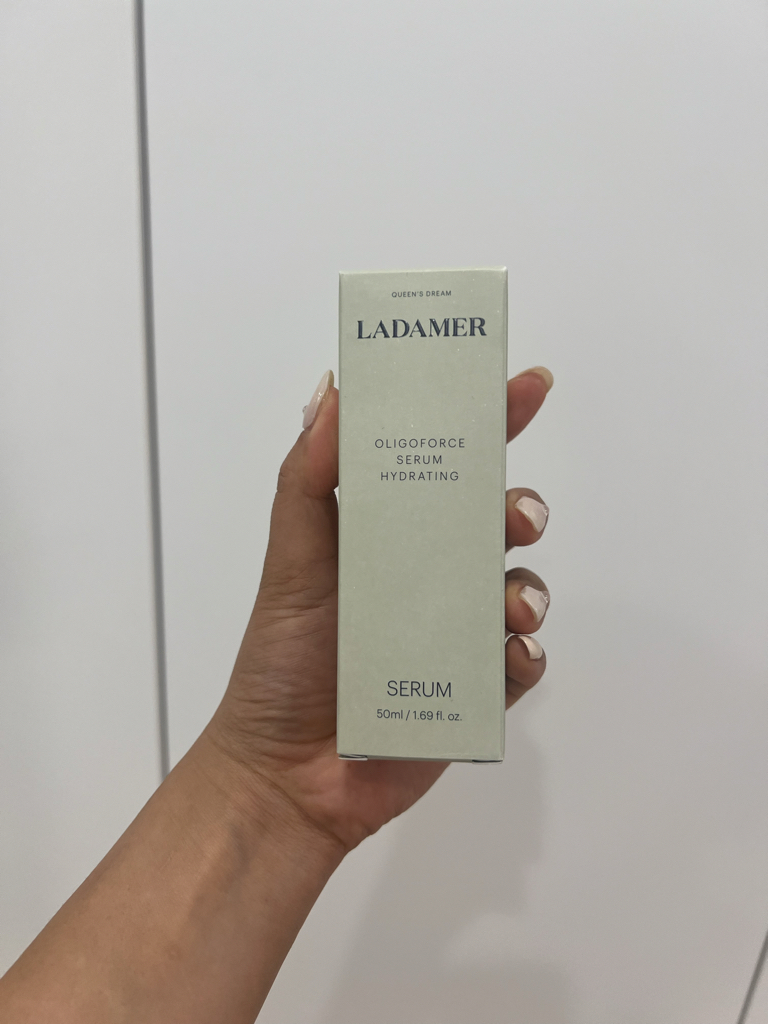 QUEEN'S DREAM
LADAMER
OLIGOFORCE
SERUM
HYDRATING
SERUM
50ml / 1.69 fl. oz.